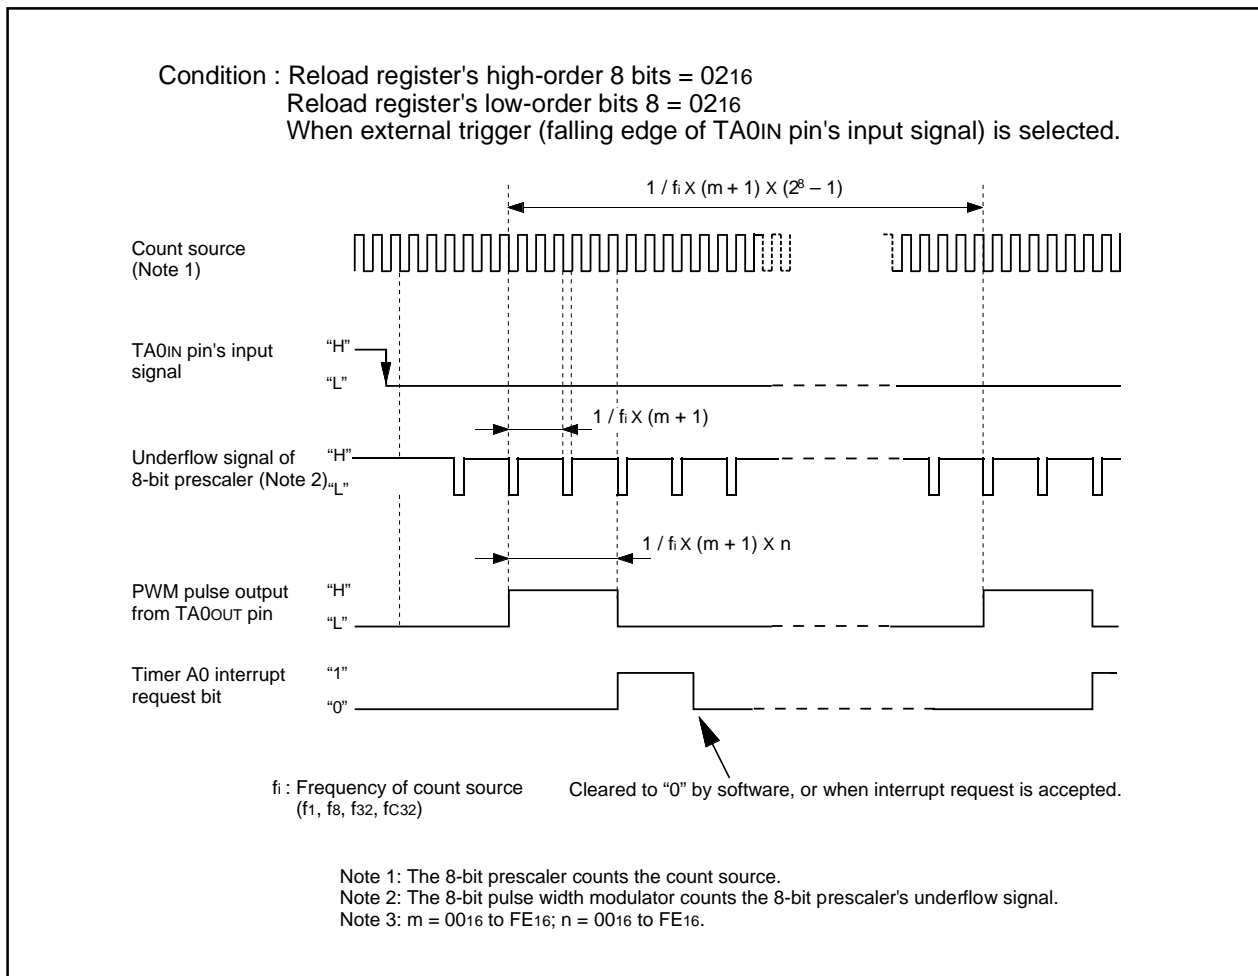 Condition : Reload register's high-order 8 bits = 0216
Reload register's low-order bits 8 = 0216
When external trigger (falling edge of TA0IN pin's input signal) is selected.
1 / fi X (m + 1) X (2⁸ – 1)
Count source
(Note 1)
TA0IN pin's input
signal
“H”
“L”
1 / fi X (m + 1)
Underflow signal of
8-bit prescaler (Note 2)
“H”
“L”
1 / fi X (m + 1) X n
PWM pulse output
from TA0OUT pin
“H”
“L”
Timer A0 interrupt
request bit
“1”
“0”
fi : Frequency of count source
(f1, f8, f32, fC32)
Cleared to “0” by software, or when interrupt request is accepted.
Note 1: The 8-bit prescaler counts the count source.
Note 2: The 8-bit pulse width modulator counts the 8-bit prescaler's underflow signal.
Note 3: m = 0016 to FE16; n = 0016 to FE16.